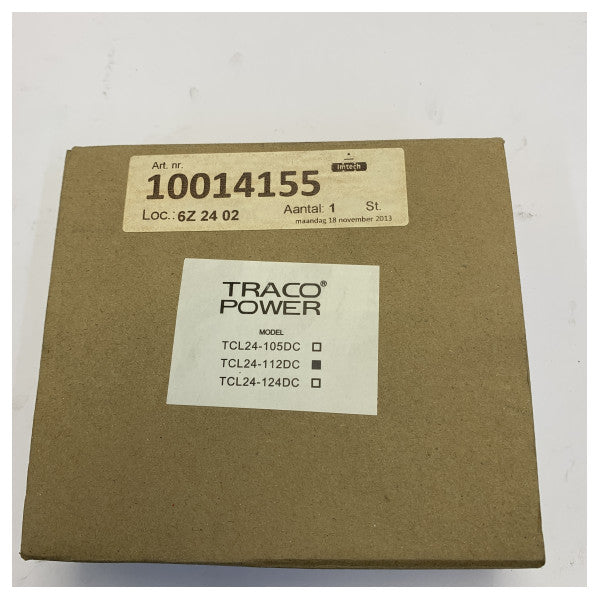 Art. nr.
imtech
10014155
Loc.: 6Z 24 02 Aantal: 1 St.
maandag 18 november 2013
TRACO®
POWER
MODEL
TCL24-105DC ☐
TCL24-112DC ■
TCL24-124DC ☐